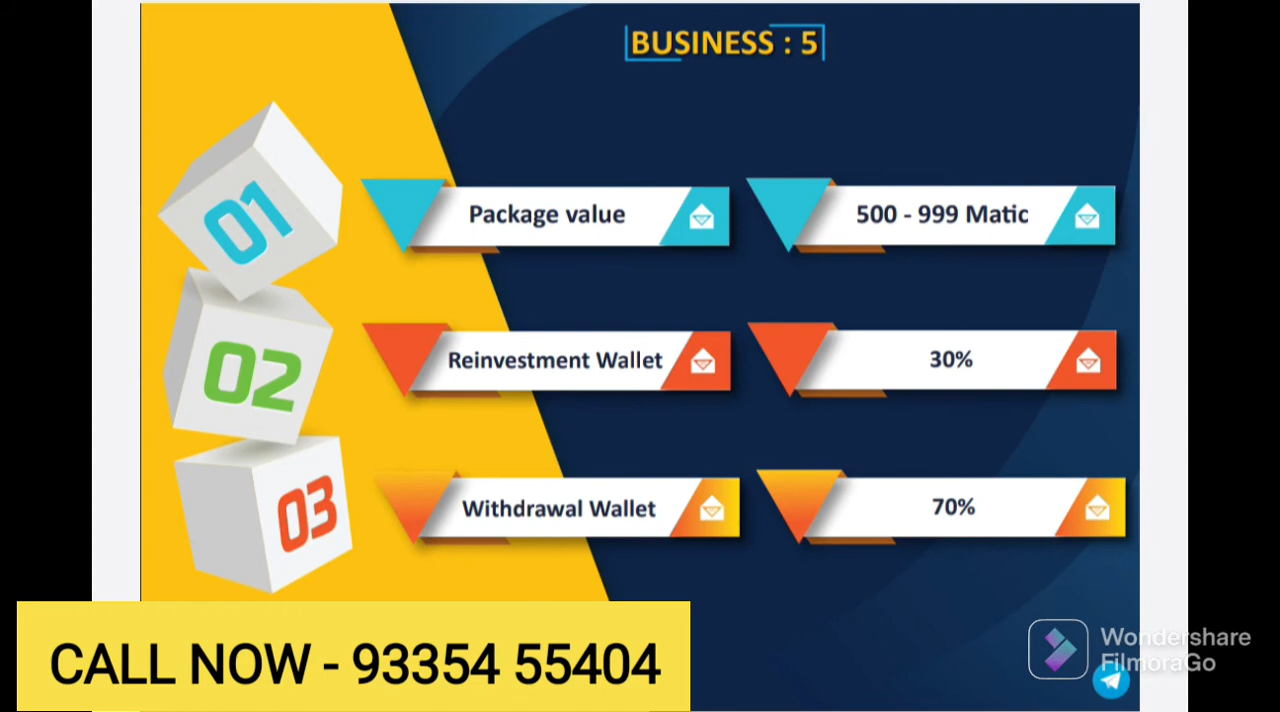 BUSINESS : 5
01
Package value
500 - 999 Matic
02
Reinvestment Wallet
30%
03
Withdrawal Wallet
70%
CALL NOW - 93354 55404
Wondershare
FilmoraGo